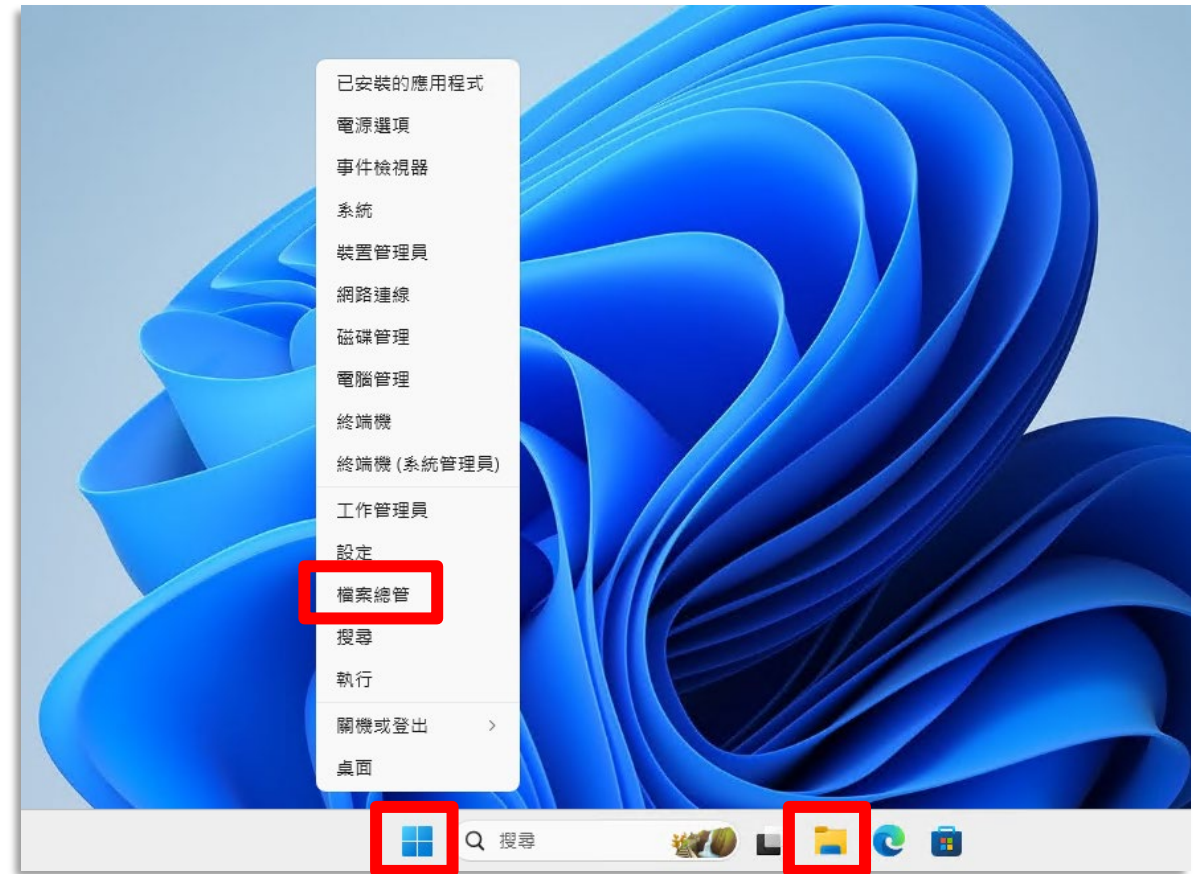 已安裝的應用程式
電源選項
事件檢視器
系統
裝置管理員
網路連線
磁碟管理
電腦管理
終端機
終端機 (系統管理員)
工作管理員
設定
檔案總管
搜尋
執行
關機或登出
桌面
搜尋